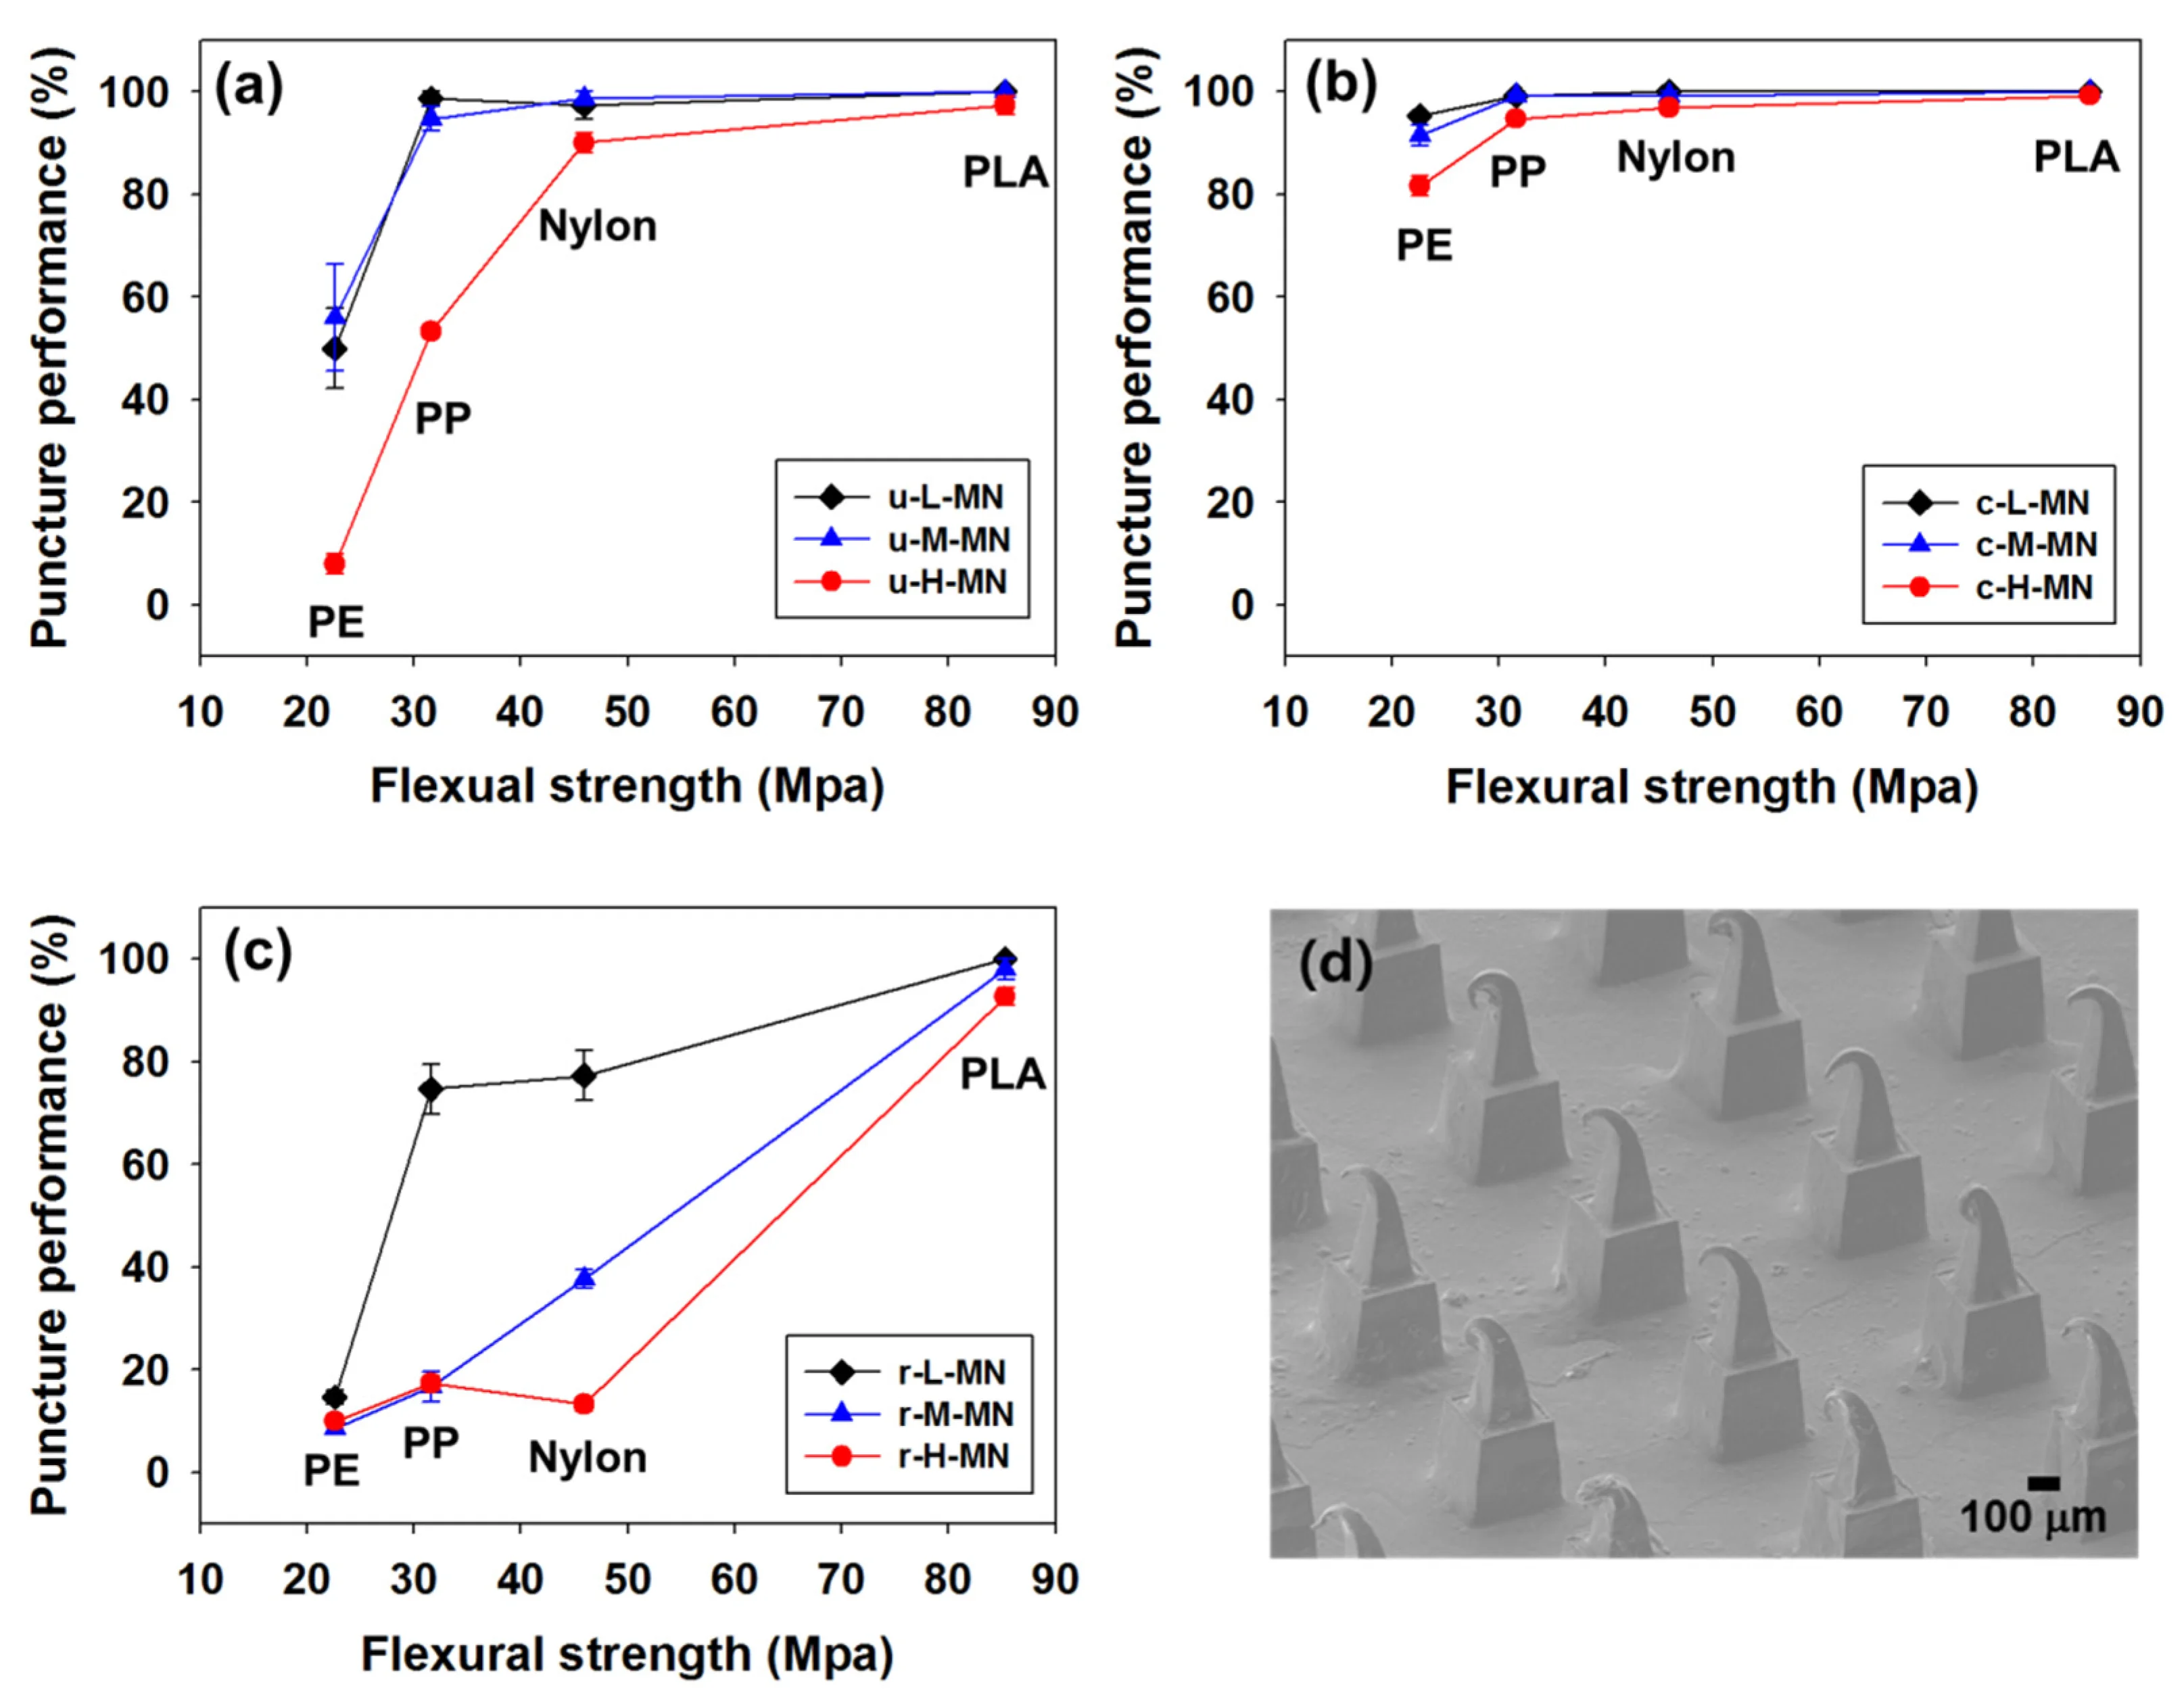 (a)
Puncture performance (%)
100
80
60
40
20
0
PE
PP
Nylon
PLA
u-L-MN
u-M-MN
u-H-MN
10 20 30 40 50 60 70 80 90
Flexual strength (Mpa)
(b)
Puncture performance (%)
100
80
60
40
20
0
PE
PP
Nylon
PLA
c-L-MN
c-M-MN
c-H-MN
10 20 30 40 50 60 70 80 90
Flexural strength (Mpa)
(c)
Puncture performance (%)
100
80
60
40
20
0
PE
PP
Nylon
PLA
r-L-MN
r-M-MN
r-H-MN
10 20 30 40 50 60 70 80 90
Flexural strength (Mpa)
(d)
100 μm